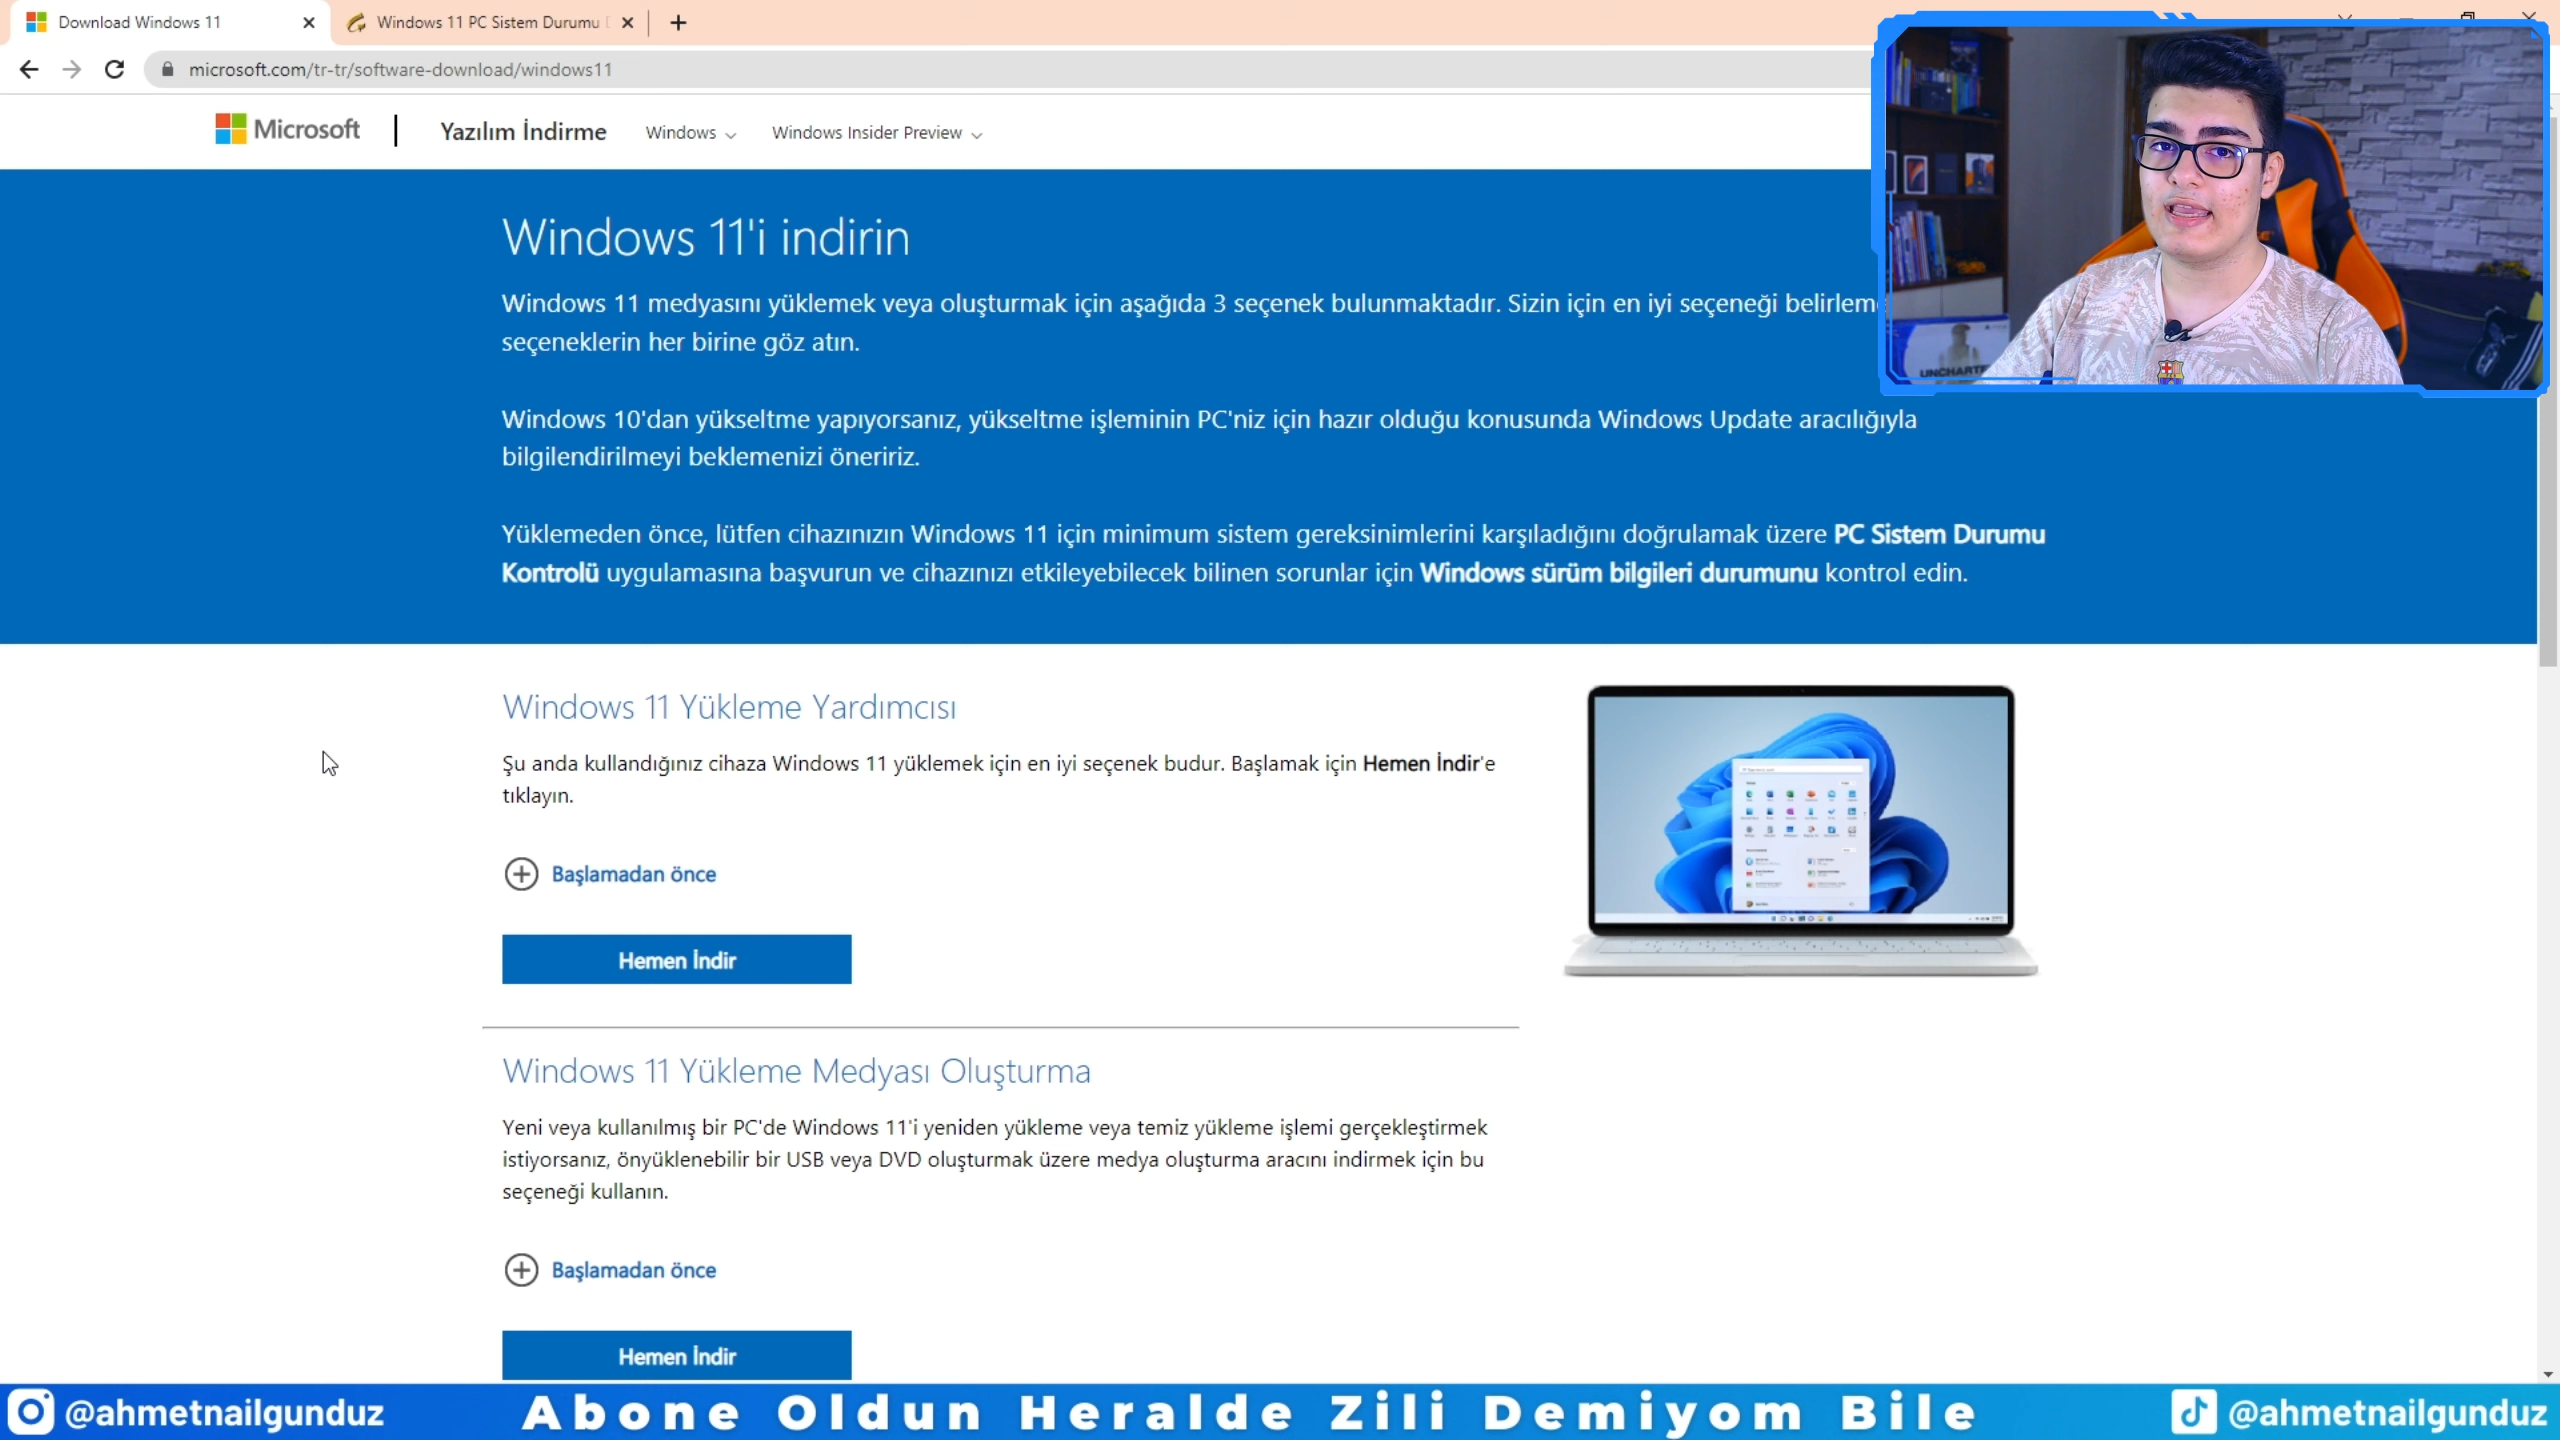 Download Windows 11
Windows 11 PC Sistem Durumu
microsoft.com/tr-tr/software-download/windows11
Microsoft
Yazılım İndirme
Windows
Windows Insider Preview
Windows 11'i indirin
Windows 11 medyasını yüklemek veya oluşturmak için aşağıda 3 seçenek bulunmaktadır. Sizin için en iyi seçeneği
seçeneklerin her birine göz atın.
Windows 10'dan yükseltme yapıyorsanız, yükseltme işleminin PC'niz için hazır olduğu konusunda Windows Update aracılığıyla
bilgilendirilmeyi beklemenizi öneririz.
Yüklemeden önce, lütfen cihazınızın Windows 11 için minimum sistem gereksinimlerini karşıladığını doğrulamak üzere PC Sistem Durumu
Kontrolü uygulamasına başvurun ve cihazınızı etkileyebilecek bilinen sorunlar için Windows sürüm bilgileri durumunu kontrol edin.
Windows 11 Yükleme Yardımcısı
Şu anda kullandığınız cihaza Windows 11 yüklemek için en iyi seçenek budur. Başlamak için Hemen İndir'e
tıklayın.
Başlamadan önce
Hemen İndir
Windows 11 Yükleme Medyası Oluşturma
Yeni veya kullanılmış bir PC'de Windows 11'i yeniden yükleme veya temiz yükleme işlemi gerçekleştirmek
istiyorsanız, önyüklenebilir bir USB veya DVD oluşturmak üzere medya oluşturma aracını indirmek için bu
seçeneği kullanın.
Başlamadan önce
Hemen İndir
@ahmetnailgunduz
Abone Oldun Heralde Zili Demiyom Bile
@ahmetnailgunduz